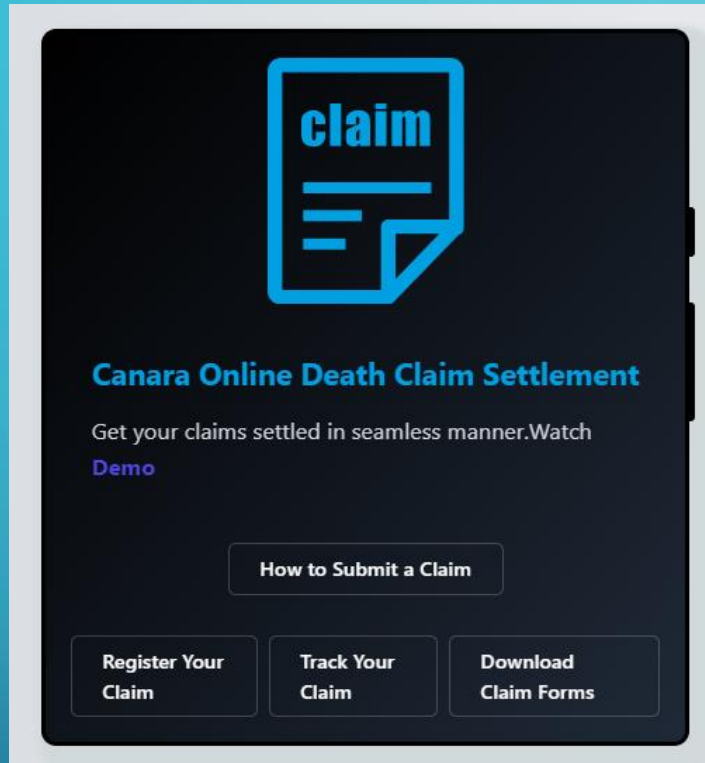 claim
Canara Online Death Claim Settlement
Get your claims settled in seamless manner.Watch
Demo
How to Submit a Claim
Register Your
Claim
Track Your
Claim
Download
Claim Forms